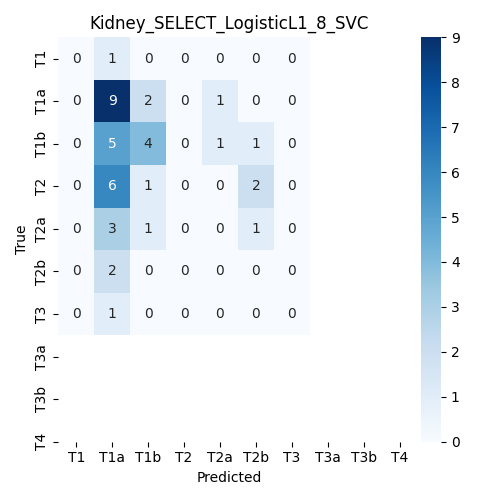 Kidney_SELECT_LogisticL1_8_SVC
T1 0 1 0 0 0 0 0
T1a 0 9 2 0 1 0 0
T1b 0 5 4 0 1 1 0
T2 0 6 1 0 0 2 0
T2a 0 3 1 0 0 1 0
T2b 0 2 0 0 0 0 0
T3 0 1 0 0 0 0 0
T3a
T3b
T4
True
T1 T1a T1b T2 T2a T2b T3 T3a T3b T4
Predicted
9
8
7
6
5
4
3
2
1
0